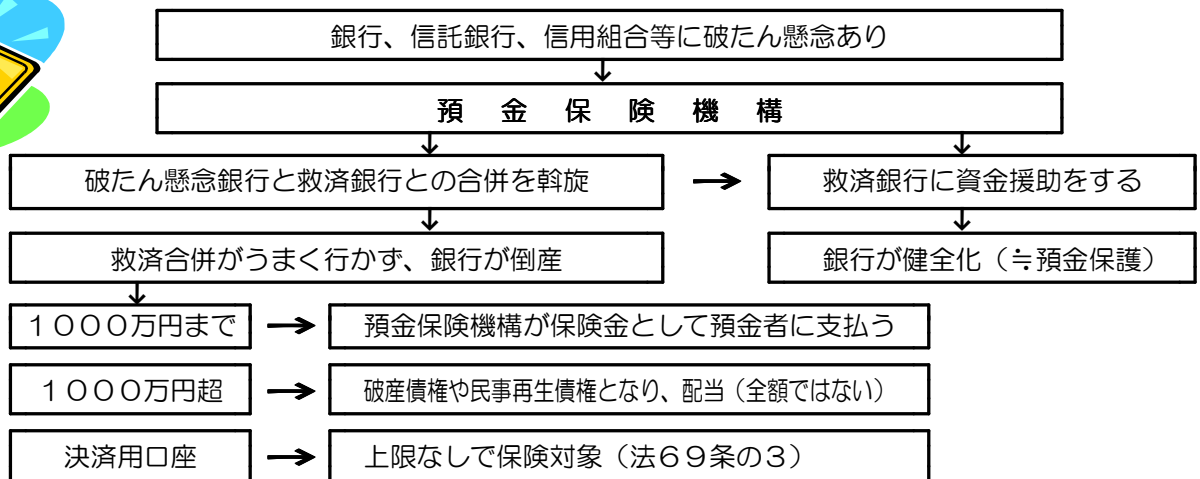 銀行、信託銀行、信用組合等に破たん懸念あり
預金保険機構
破たん懸念銀行と救済銀行との合併を斡旋
救済銀行に資金援助をする
救済合併がうまく行かず、銀行が倒産
銀行が健全化（≒預金保護）
１０００万円まで
預金保険機構が保険金として預金者に支払う
１０００万円超
破産債権や民事再生債権となり、配当（全額ではない）
決済用口座
上限なしで保険対象（法６９条の３）